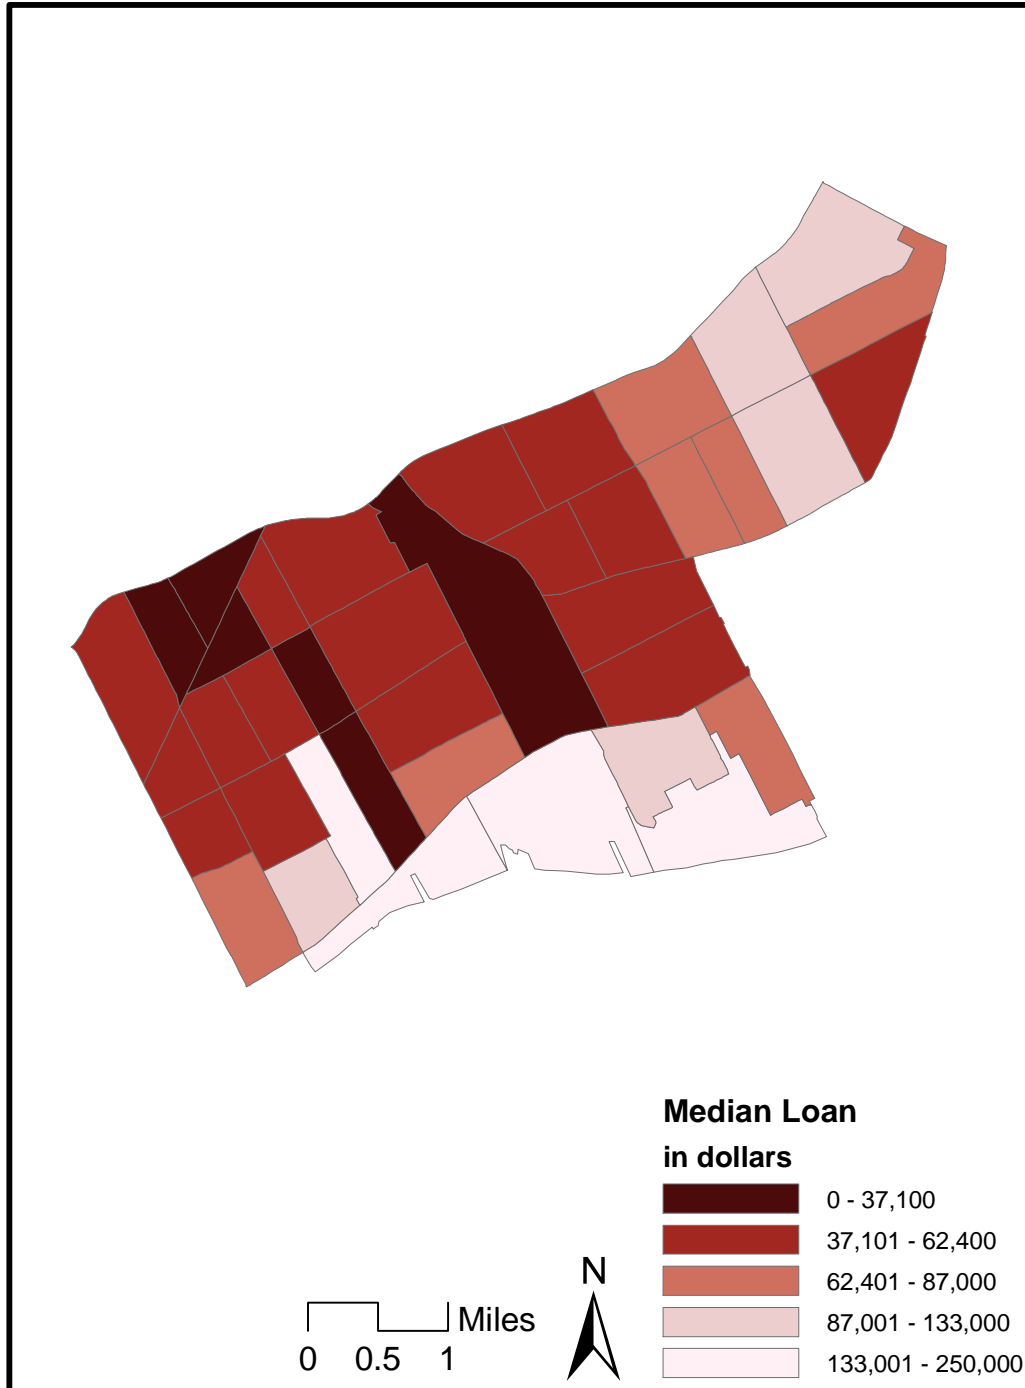 Median Loan
in dollars
0 - 37,100
37,101 - 62,400
62,401 - 87,000
87,001 - 133,000
133,001 - 250,000
N
Miles
0 0.5 1